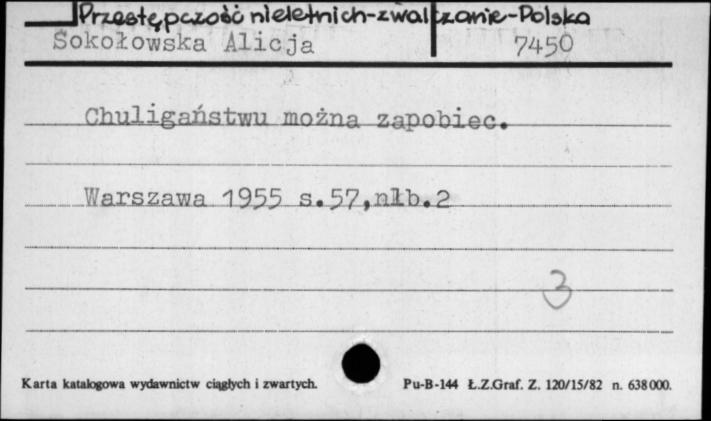 Przestępczość nieletnich-zwalczanie-Polska
Sokołowska Alicja 7450
Chuligaństwu można zapobiec.
Warszawa 1955 s.57,nlb.2
3
Karta katalogowa wydawnictw ciągłych i zwartych. Pu-B-144 Ł.Z.Graf. Z. 120/15/82 n. 638000.